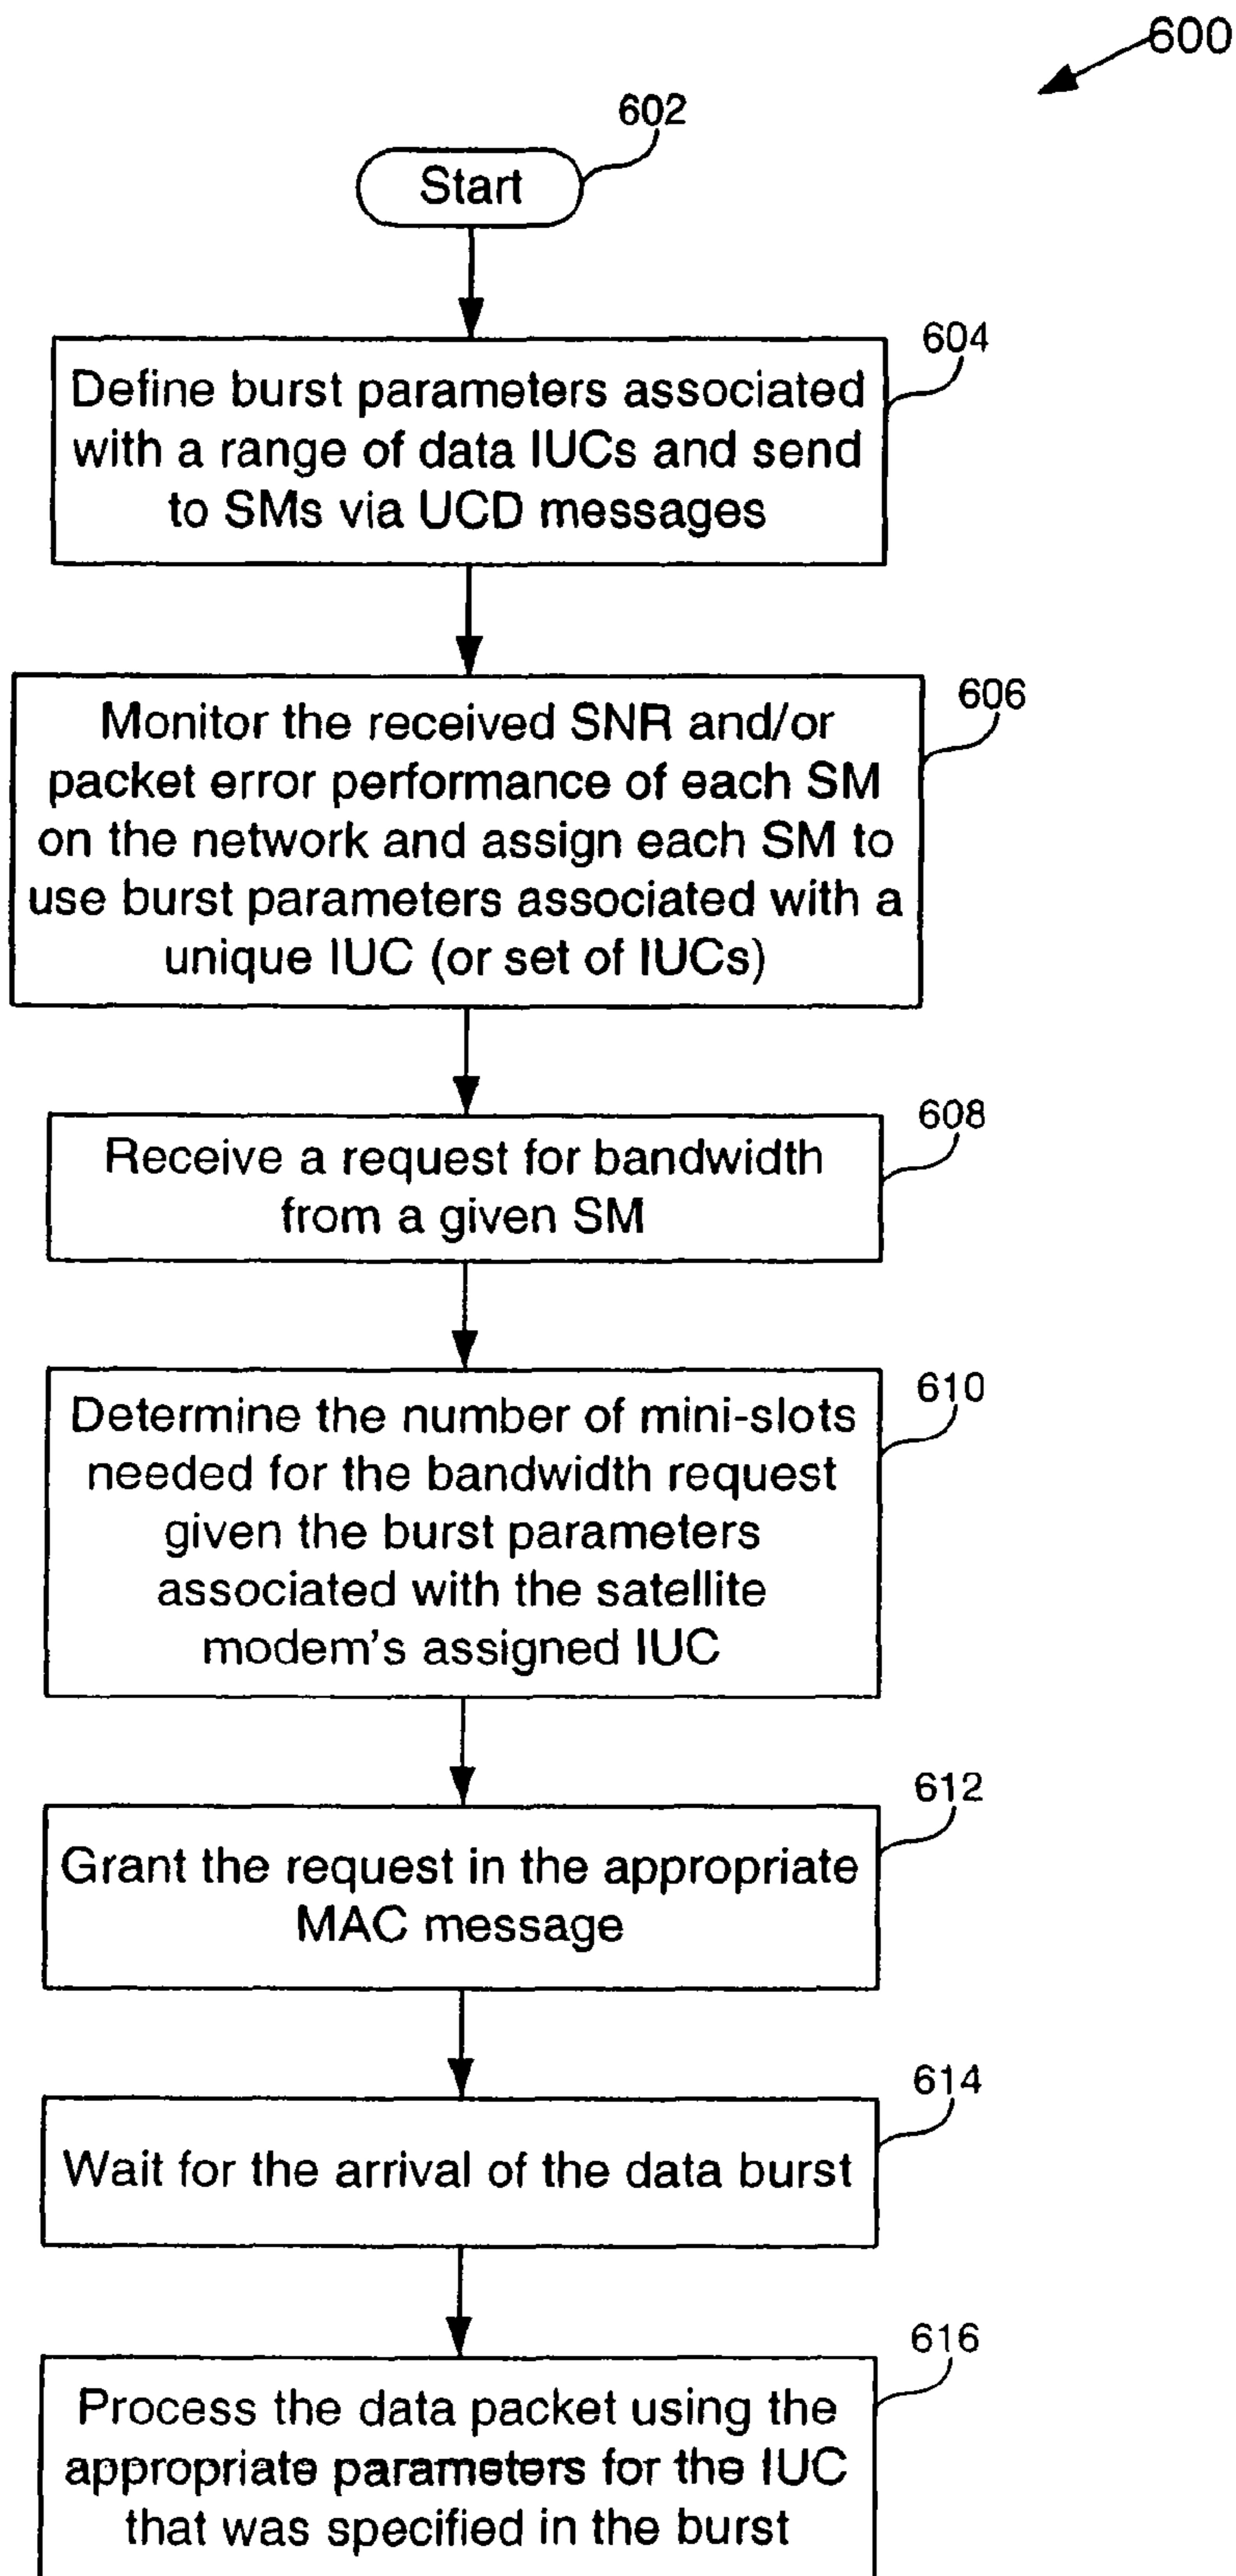 600
602
Start
604
Define burst parameters associated
with a range of data IUCs and send
to SMs via UCD messages
606
Monitor the received SNR and/or
packet error performance of each SM
on the network and assign each SM to
use burst parameters associated with a
unique IUC (or set of IUCs)
608
Receive a request for bandwidth
from a given SM
610
Determine the number of mini-slots
needed for the bandwidth request
given the burst parameters
associated with the satellite
modem's assigned IUC
612
Grant the request in the appropriate
MAC message
614
Wait for the arrival of the data burst
616
Process the data packet using the
appropriate parameters for the IUC
that was specified in the burst